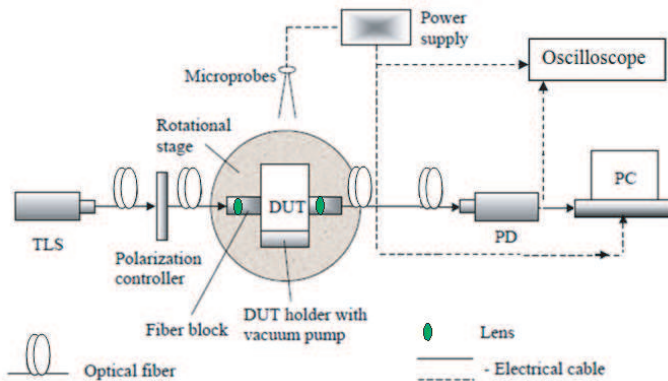 Power
supply
Oscilloscope
Microprobes
Rotational
stage
PC
DUT
TLS
PD
Polarization
controller
DUT holder with
vacuum pump
Fiber block
Lens
Optical fiber
- Electrical cable